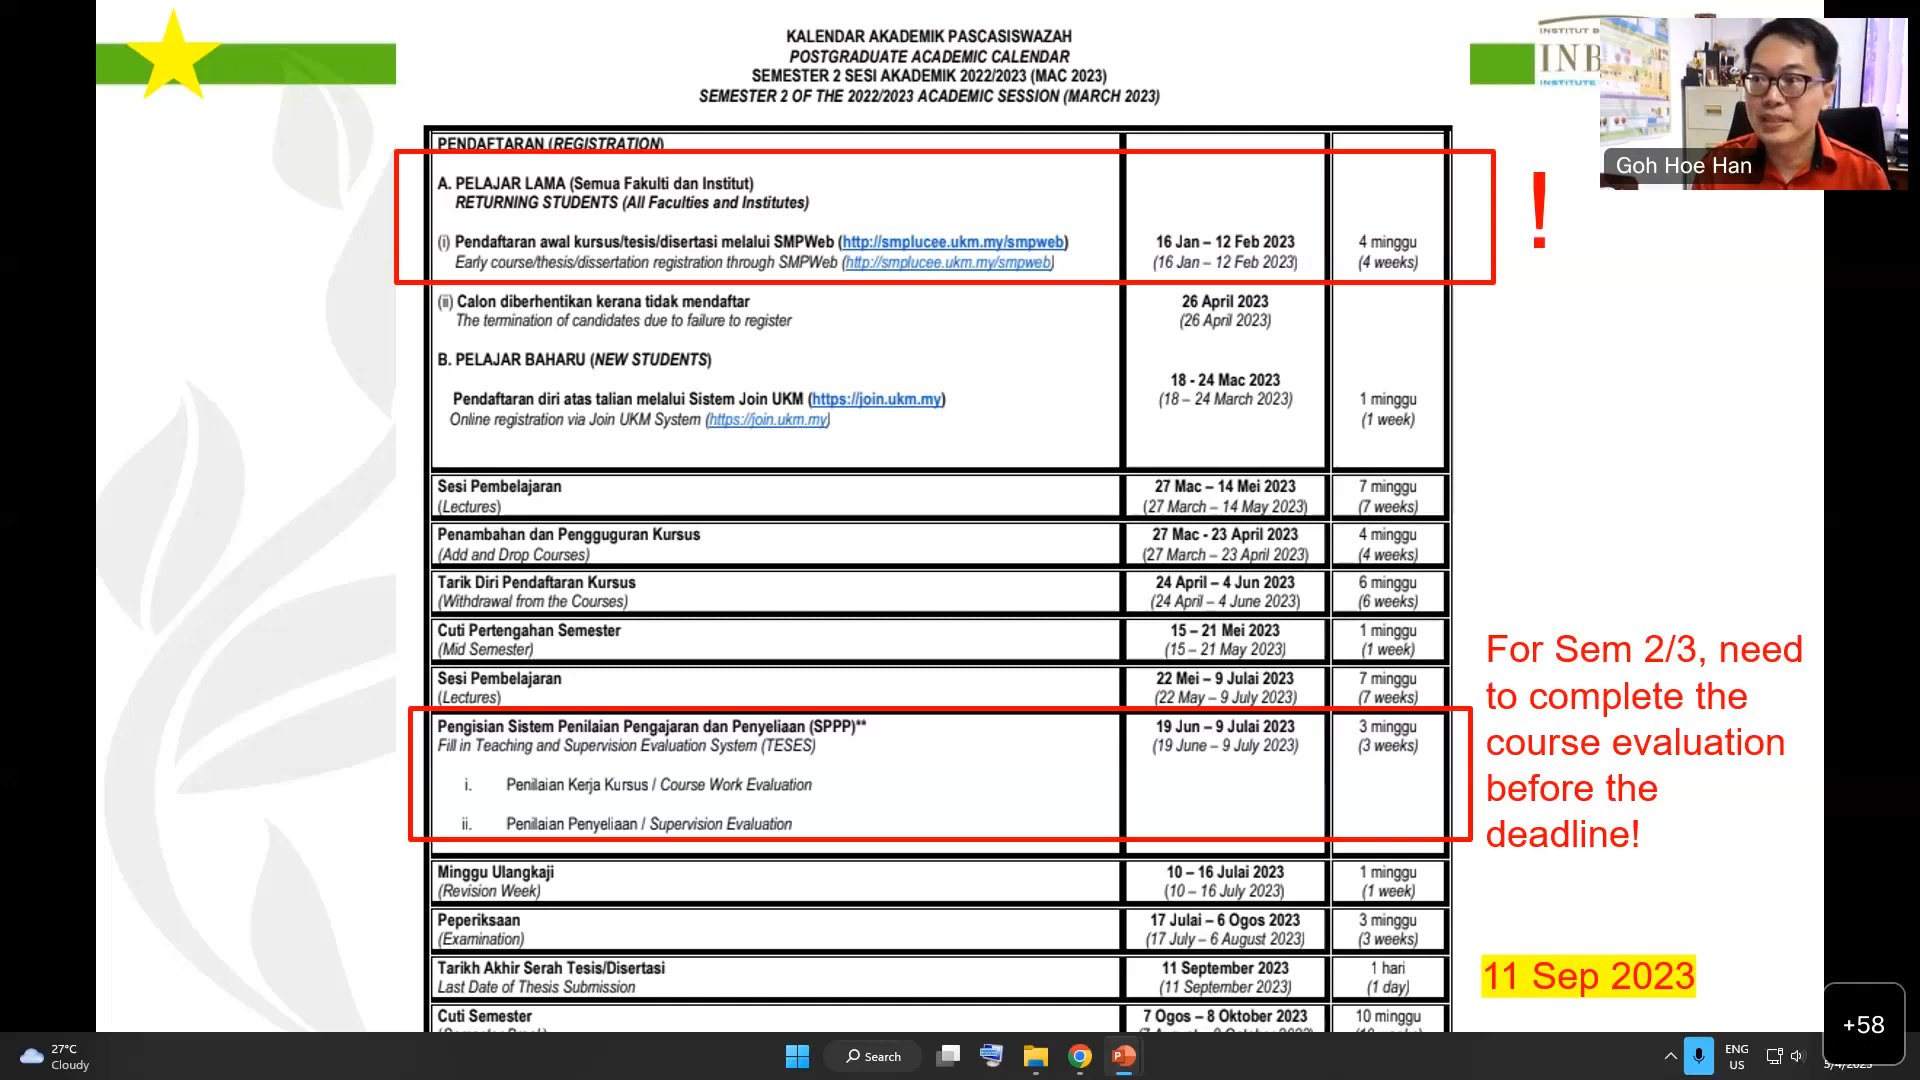 KALENDAR AKADEMIK PASCASISWAZAH
POSTGRADUATE ACADEMIC CALENDAR
SEMESTER 2 SESI AKADEMIK 2022/2023 (MAC 2023)
SEMESTER 2 OF THE 2022/2023 ACADEMIC SESSION (MARCH 2023)
INSTITUT
INB
INSTITUTE
Goh Hoe Han
PENDAFTARAN (REGISTRATION)
A. PELAJAR LAMA (Semua Fakulti dan Institut)
RETURNING STUDENTS (All Faculties and Institutes)
!
(i) Pendaftaran awal kursus/tesis/disertasi melalui SMPWeb (http://smplucee.ukm.my/smpweb) 16 Jan – 12 Feb 2023 4 minggu
Early course/thesis/dissertation registration through SMPWeb (http://smplucee.ukm.my/smpweb) (16 Jan – 12 Feb 2023) (4 weeks)
(ii) Calon diberhentikan kerana tidak mendaftar 26 April 2023
The termination of candidates due to failure to register (26 April 2023)
B. PELAJAR BAHARU (NEW STUDENTS)
18 - 24 Mac 2023
Pendaftaran diri atas talian melalui Sistem Join UKM (https://join.ukm.my) (18 – 24 March 2023) 1 minggu
Online registration via Join UKM System (https://join.ukm.my) (1 week)
Sesi Pembelajaran 27 Mac – 14 Mei 2023 7 minggu
(Lectures) (27 March – 14 May 2023) (7 weeks)
Penambahan dan Pengguguran Kursus 27 Mac - 23 April 2023 4 minggu
(Add and Drop Courses) (27 March – 23 April 2023) (4 weeks)
Tarik Diri Pendaftaran Kursus 24 April – 4 Jun 2023 6 minggu
(Withdrawal from the Courses) (24 April – 4 June 2023) (6 weeks)
Cuti Pertengahan Semester 15 – 21 Mei 2023 1 minggu
(Mid Semester) (15 – 21 May 2023) (1 week)
Sesi Pembelajaran 22 Mei – 9 Julai 2023 7 minggu
(Lectures) (22 May – 9 July 2023) (7 weeks)
Pengisian Sistem Penilaian Pengajaran dan Penyeliaan (SPPP)** 19 Jun – 9 Julai 2023 3 minggu
Fill in Teaching and Supervision Evaluation System (TESES) (19 June – 9 July 2023) (3 weeks)
i. Penilaian Kerja Kursus / Course Work Evaluation
ii. Penilaian Penyeliaan / Supervision Evaluation
For Sem 2/3, need
to complete the
course evaluation
before the
deadline!
Minggu Ulangkaji 10 – 16 Julai 2023 1 minggu
(Revision Week) (10 – 16 July 2023) (1 week)
Peperiksaan 17 Julai – 6 Ogos 2023 3 minggu
(Examination) (17 July – 6 August 2023) (3 weeks)
Tarikh Akhir Serah Tesis/Disertasi 11 September 2023 1 hari
Last Date of Thesis Submission (11 September 2023) (1 day)
11 Sep 2023
Cuti Semester 7 Ogos – 8 Oktober 2023 10 minggu
+58
27°C
Cloudy
Search
ENG
US